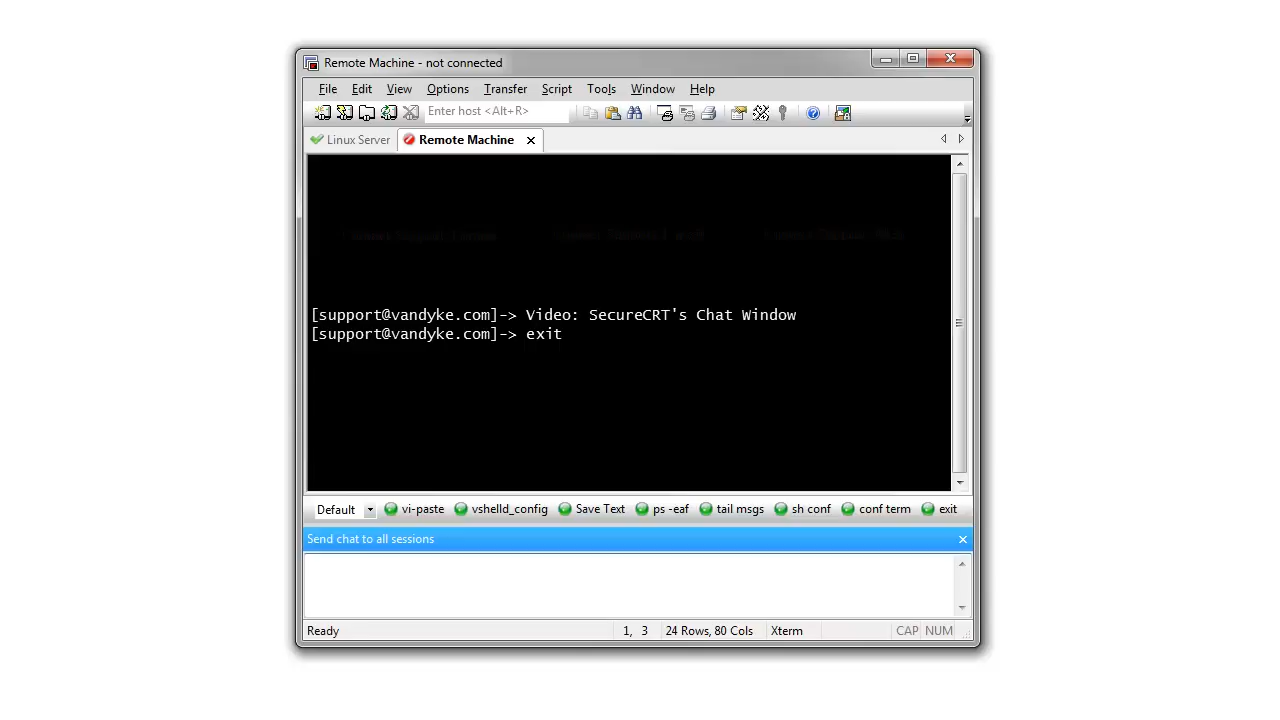 Remote Machine - not connected
File Edit View Options Transfer Script Tools Window Help
Enter host <Alt+R>
Linux Server Remote Machine
[support@vandyke.com]-> Video: SecureCRT's Chat Window
[support@vandyke.com]-> exit
Default vi-paste vshelld_config Save Text ps -eaf tail msgs sh conf conf term exit
Send chat to all sessions
Ready 1, 3 24 Rows, 80 Cols Xterm CAP NUM